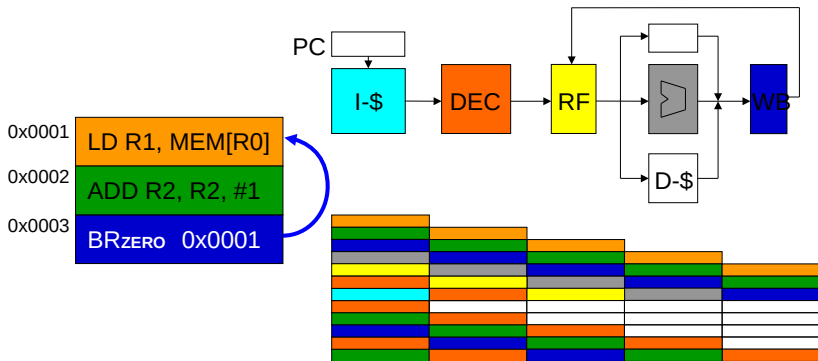 PC
I-$
DEC
RF
WB
D-$
0x0001
LD R1, MEM[R0]
0x0002
ADD R2, R2, #1
0x0003
BRZERO 0x0001